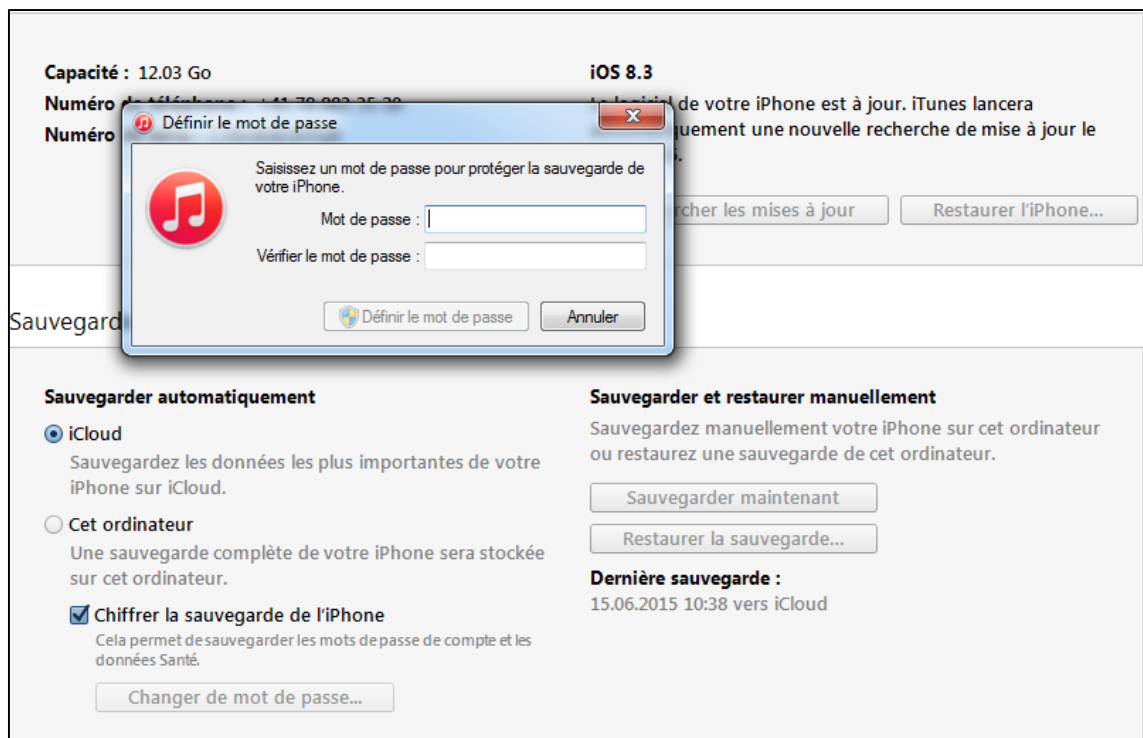 Capacité : 12.03 Go
Numéro
Numéro
iOS 8.3
de votre iPhone est à jour. iTunes lancera
une nouvelle recherche de mise à jour le
les mises à jour
Restaurer l'iPhone...
Définir le mot de passe
Saisissez un mot de passe pour protéger la sauvegarde de
votre iPhone.
Mot de passe :
Vérifier le mot de passe :
Définir le mot de passe
Annuler
Sauvegarder automatiquement
iCloud
Sauvegardez les données les plus importantes de votre
iPhone sur iCloud.
Cet ordinateur
Une sauvegarde complète de votre iPhone sera stockée
sur cet ordinateur.
Chiffrer la sauvegarde de l'iPhone
Cela permet de sauvegarder les mots de passe de compte et les
données Santé.
Changer de mot de passe...
Sauvegarder et restaurer manuellement
Sauvegardez manuellement votre iPhone sur cet ordinateur
ou restaurez une sauvegarde de cet ordinateur.
Sauvegarder maintenant
Restaurer la sauvegarde...
Dernière sauvegarde :
15.06.2015 10:38 vers iCloud